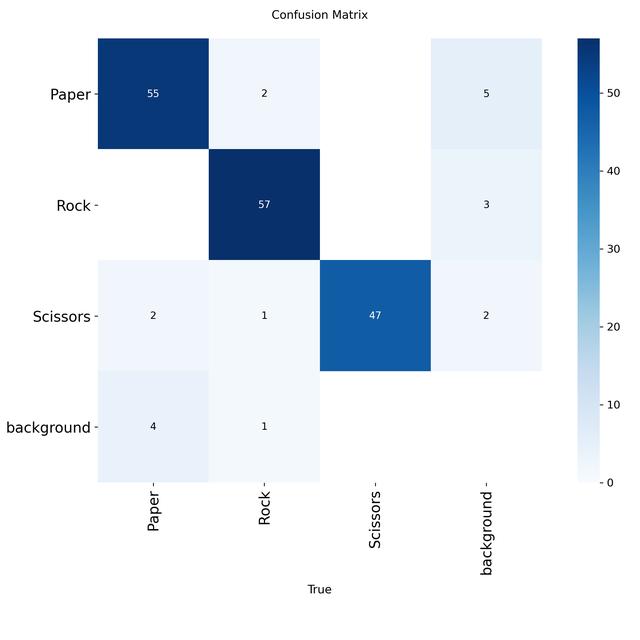 Confusion Matrix
Paper 55 2 5
Rock 57 3
Scissors 2 1 47 2
background 4 1
Paper Rock Scissors background
True
50
40
30
20
10
0